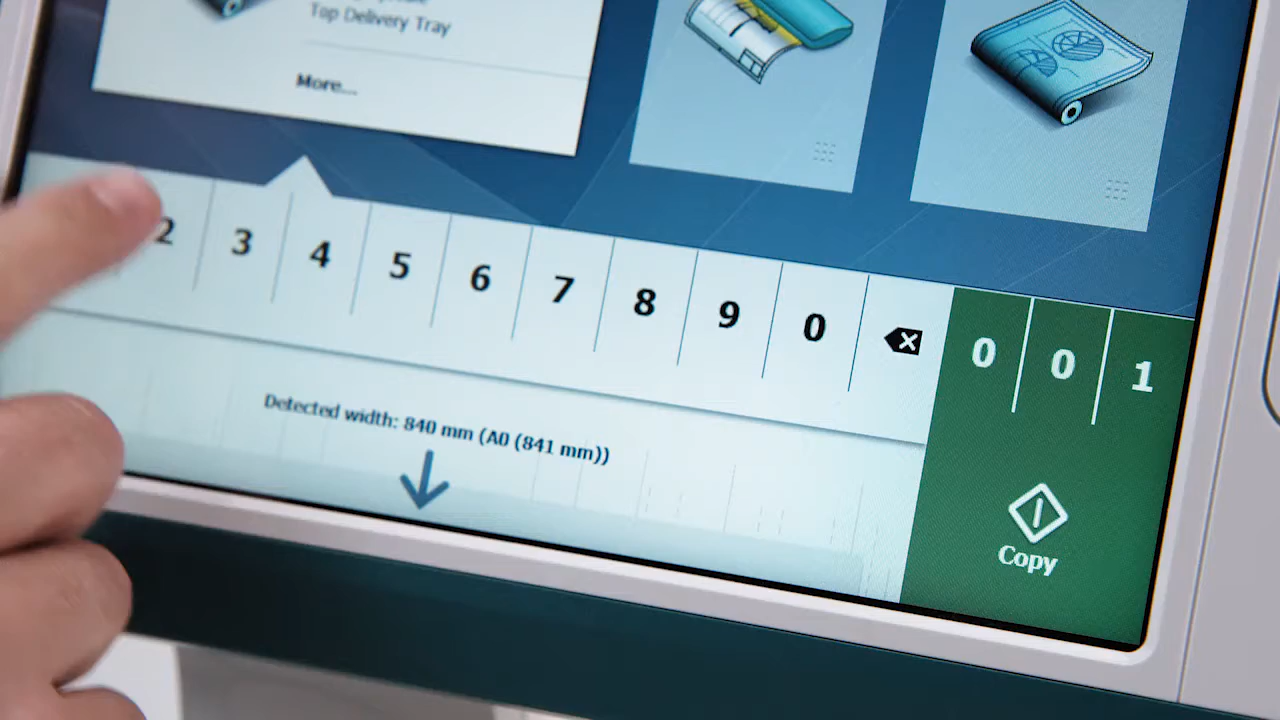 Top Delivery Tray
More...
2 3 4 5 6 7 8 9 0
0 0 1
Detected width: 840 mm (A0 (841 mm))
Copy